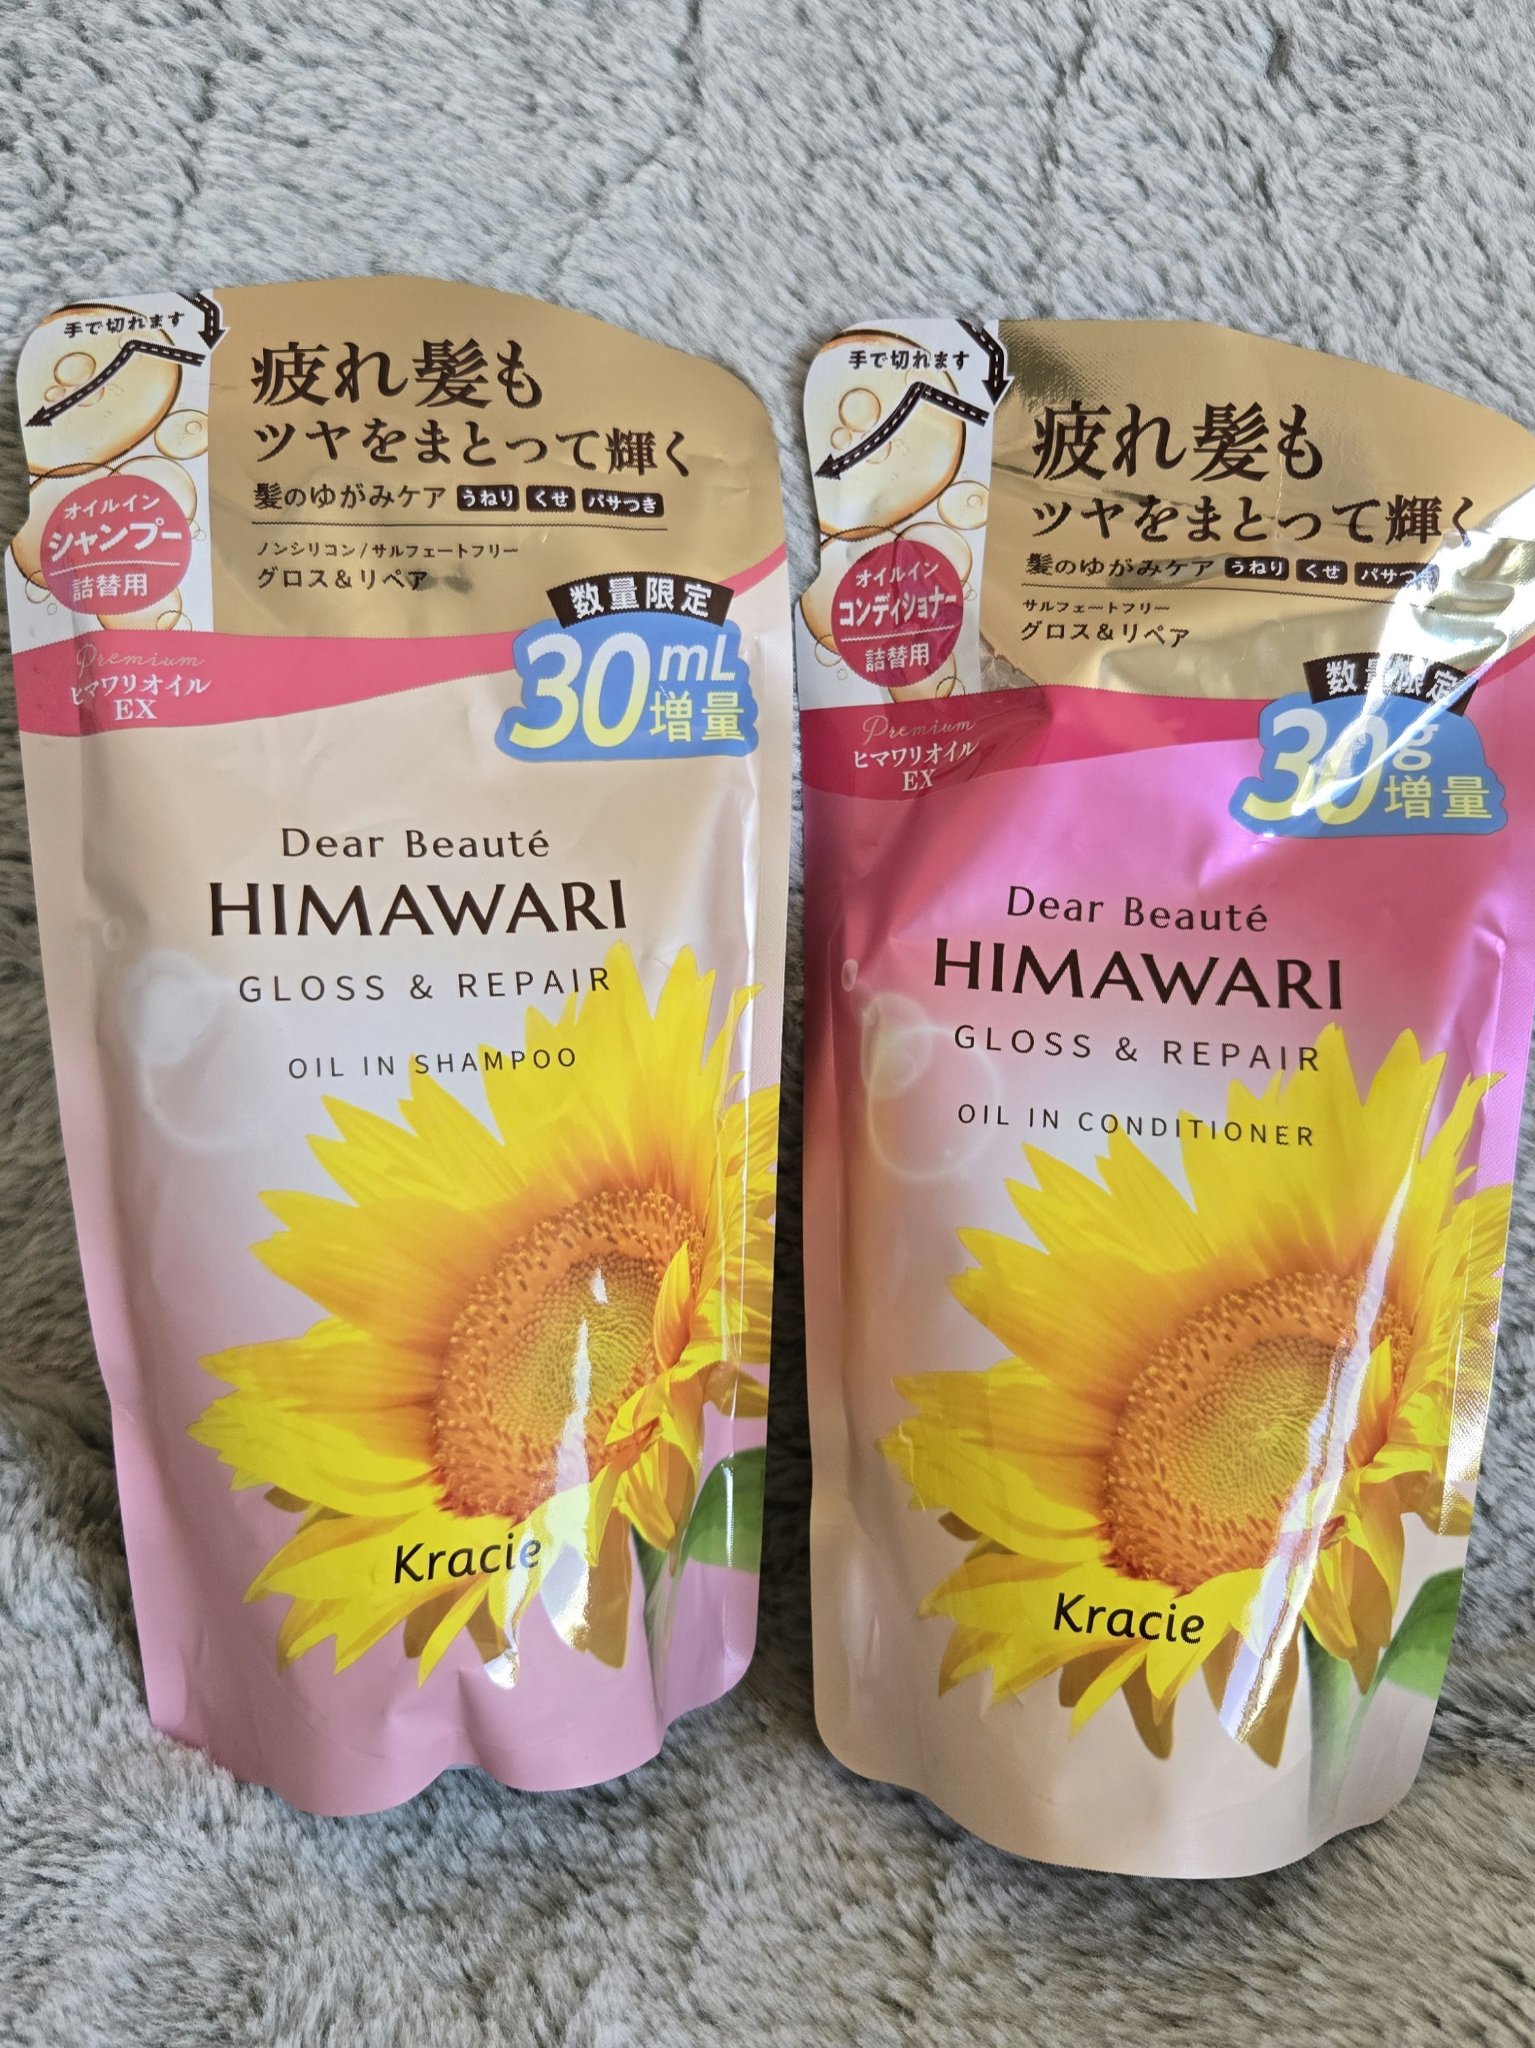 手で切れます
疲れ髪も
ツヤをまとって輝く
髪のゆがみケア うねり くせ パサつき
ノンシリコン/サルフェートフリー
グロス&リペア
オイルイン
シャンプー
詰替用
数量限定
30mL
増量
Premium
ヒマワリオイル
EX
Dear Beauté
HIMAWARI
GLOSS & REPAIR
OIL IN SHAMPOO
Kracie
手で切れます
疲れ髪も
ツヤをまとって輝く
髪のゆがみケア うねり くせ パサつき
サルフェートフリー
グロス&リペア
オイルイン
コンディショナー
詰替用
数量限定
30g
増量
Premium
ヒマワリオイル
EX
Dear Beauté
HIMAWARI
GLOSS & REPAIR
OIL IN CONDITIONER
Kracie